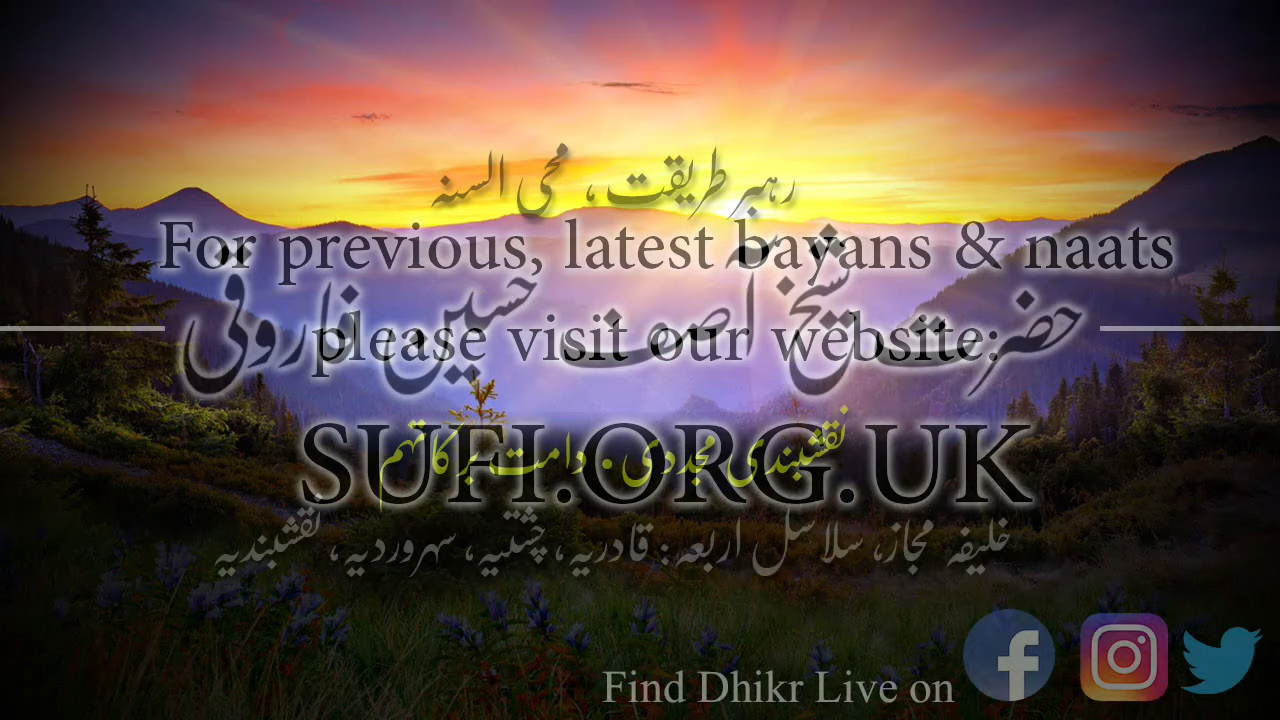 رہبر طریقت، محی السنہ
For previous, latest bayans & naats
حضرت شیخ آصف حسین فاروقی
please visit our website:
نقشبندی مجددی . دامت برکاتہم
SUFI.ORG.UK
خلیفہ مجاز، سلاسل اربعہ: قادریہ، چشتیہ، سہروردیہ، نقشبندیہ
Find Dhikr Live on